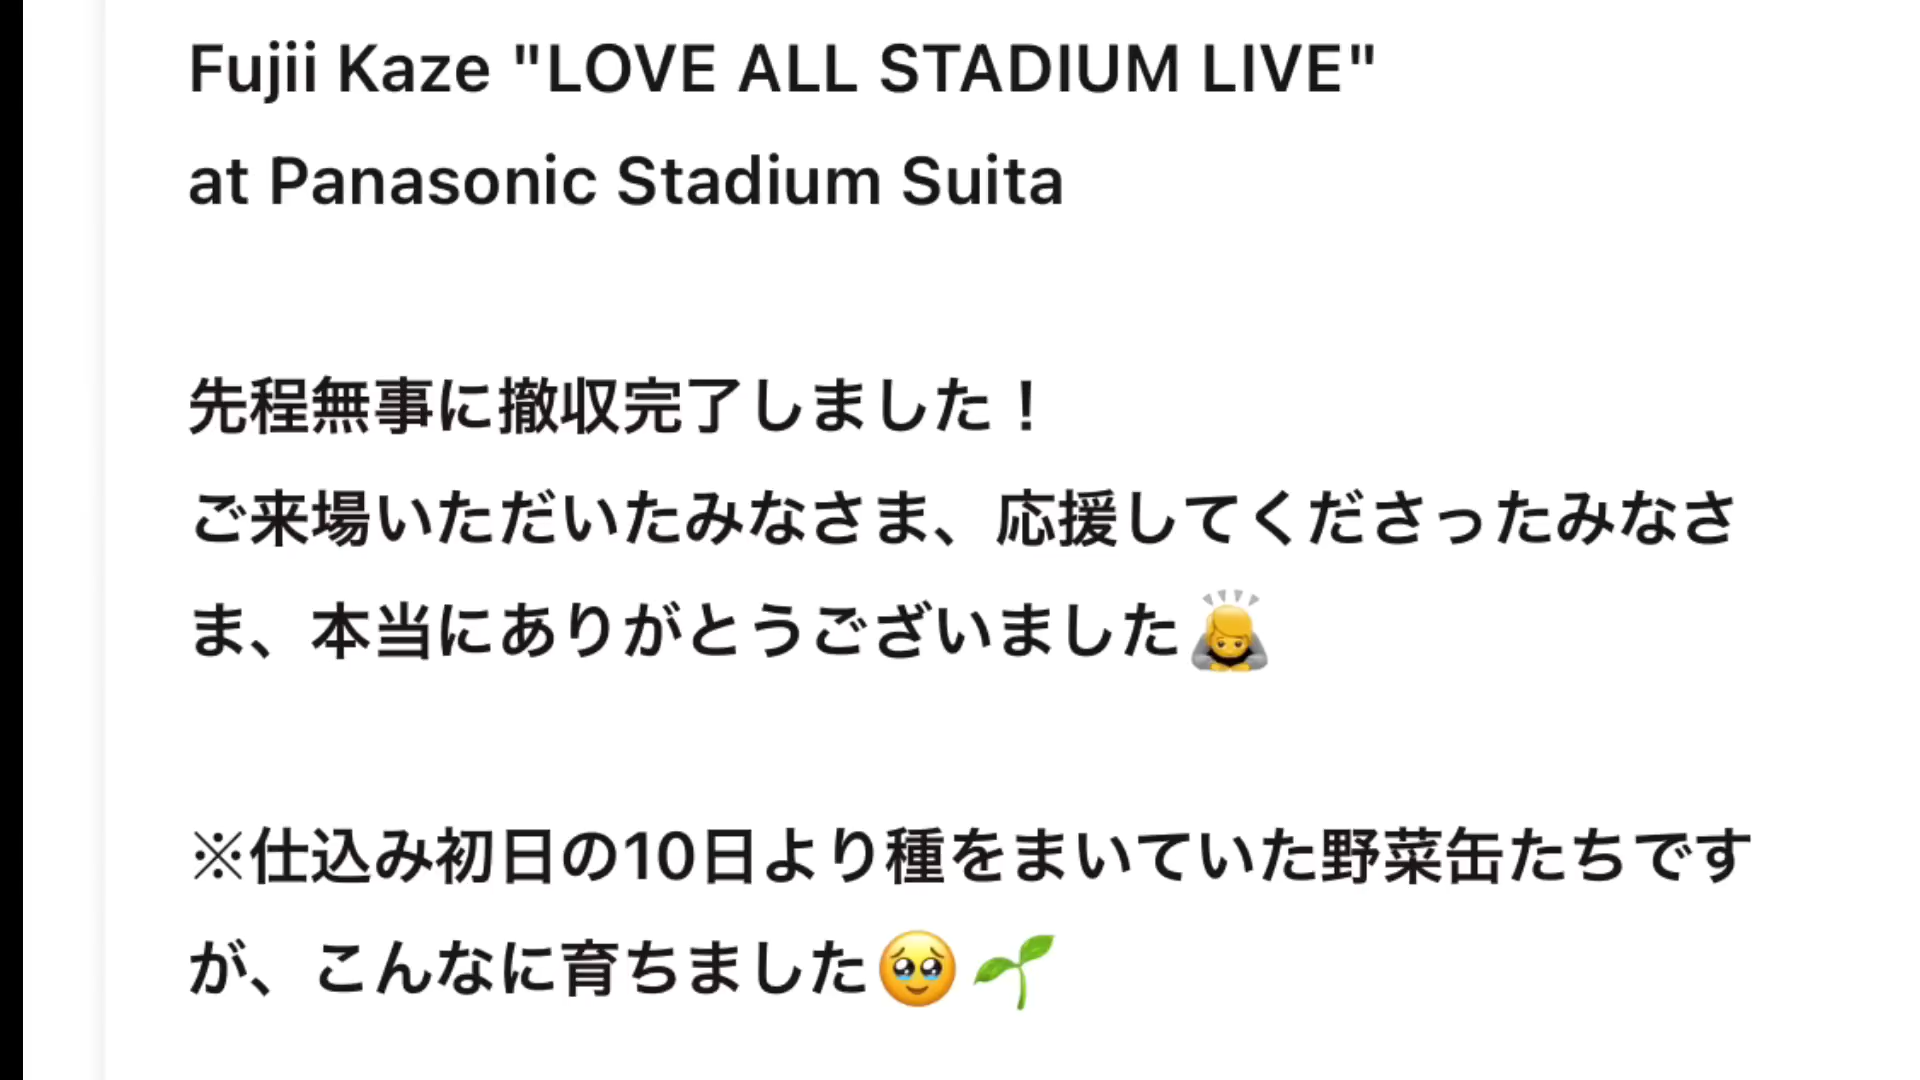 Fujii Kaze "LOVE ALL STADIUM LIVE"
at Panasonic Stadium Suita
先程無事に撤収完了しました！
ご来場いただいたみなさま、応援してくださったみなさ
ま、本当にありがとうございました🙇
※仕込み初日の10日より種をまいていた野菜缶たちです
が、こんなに育ちました🥹🌱